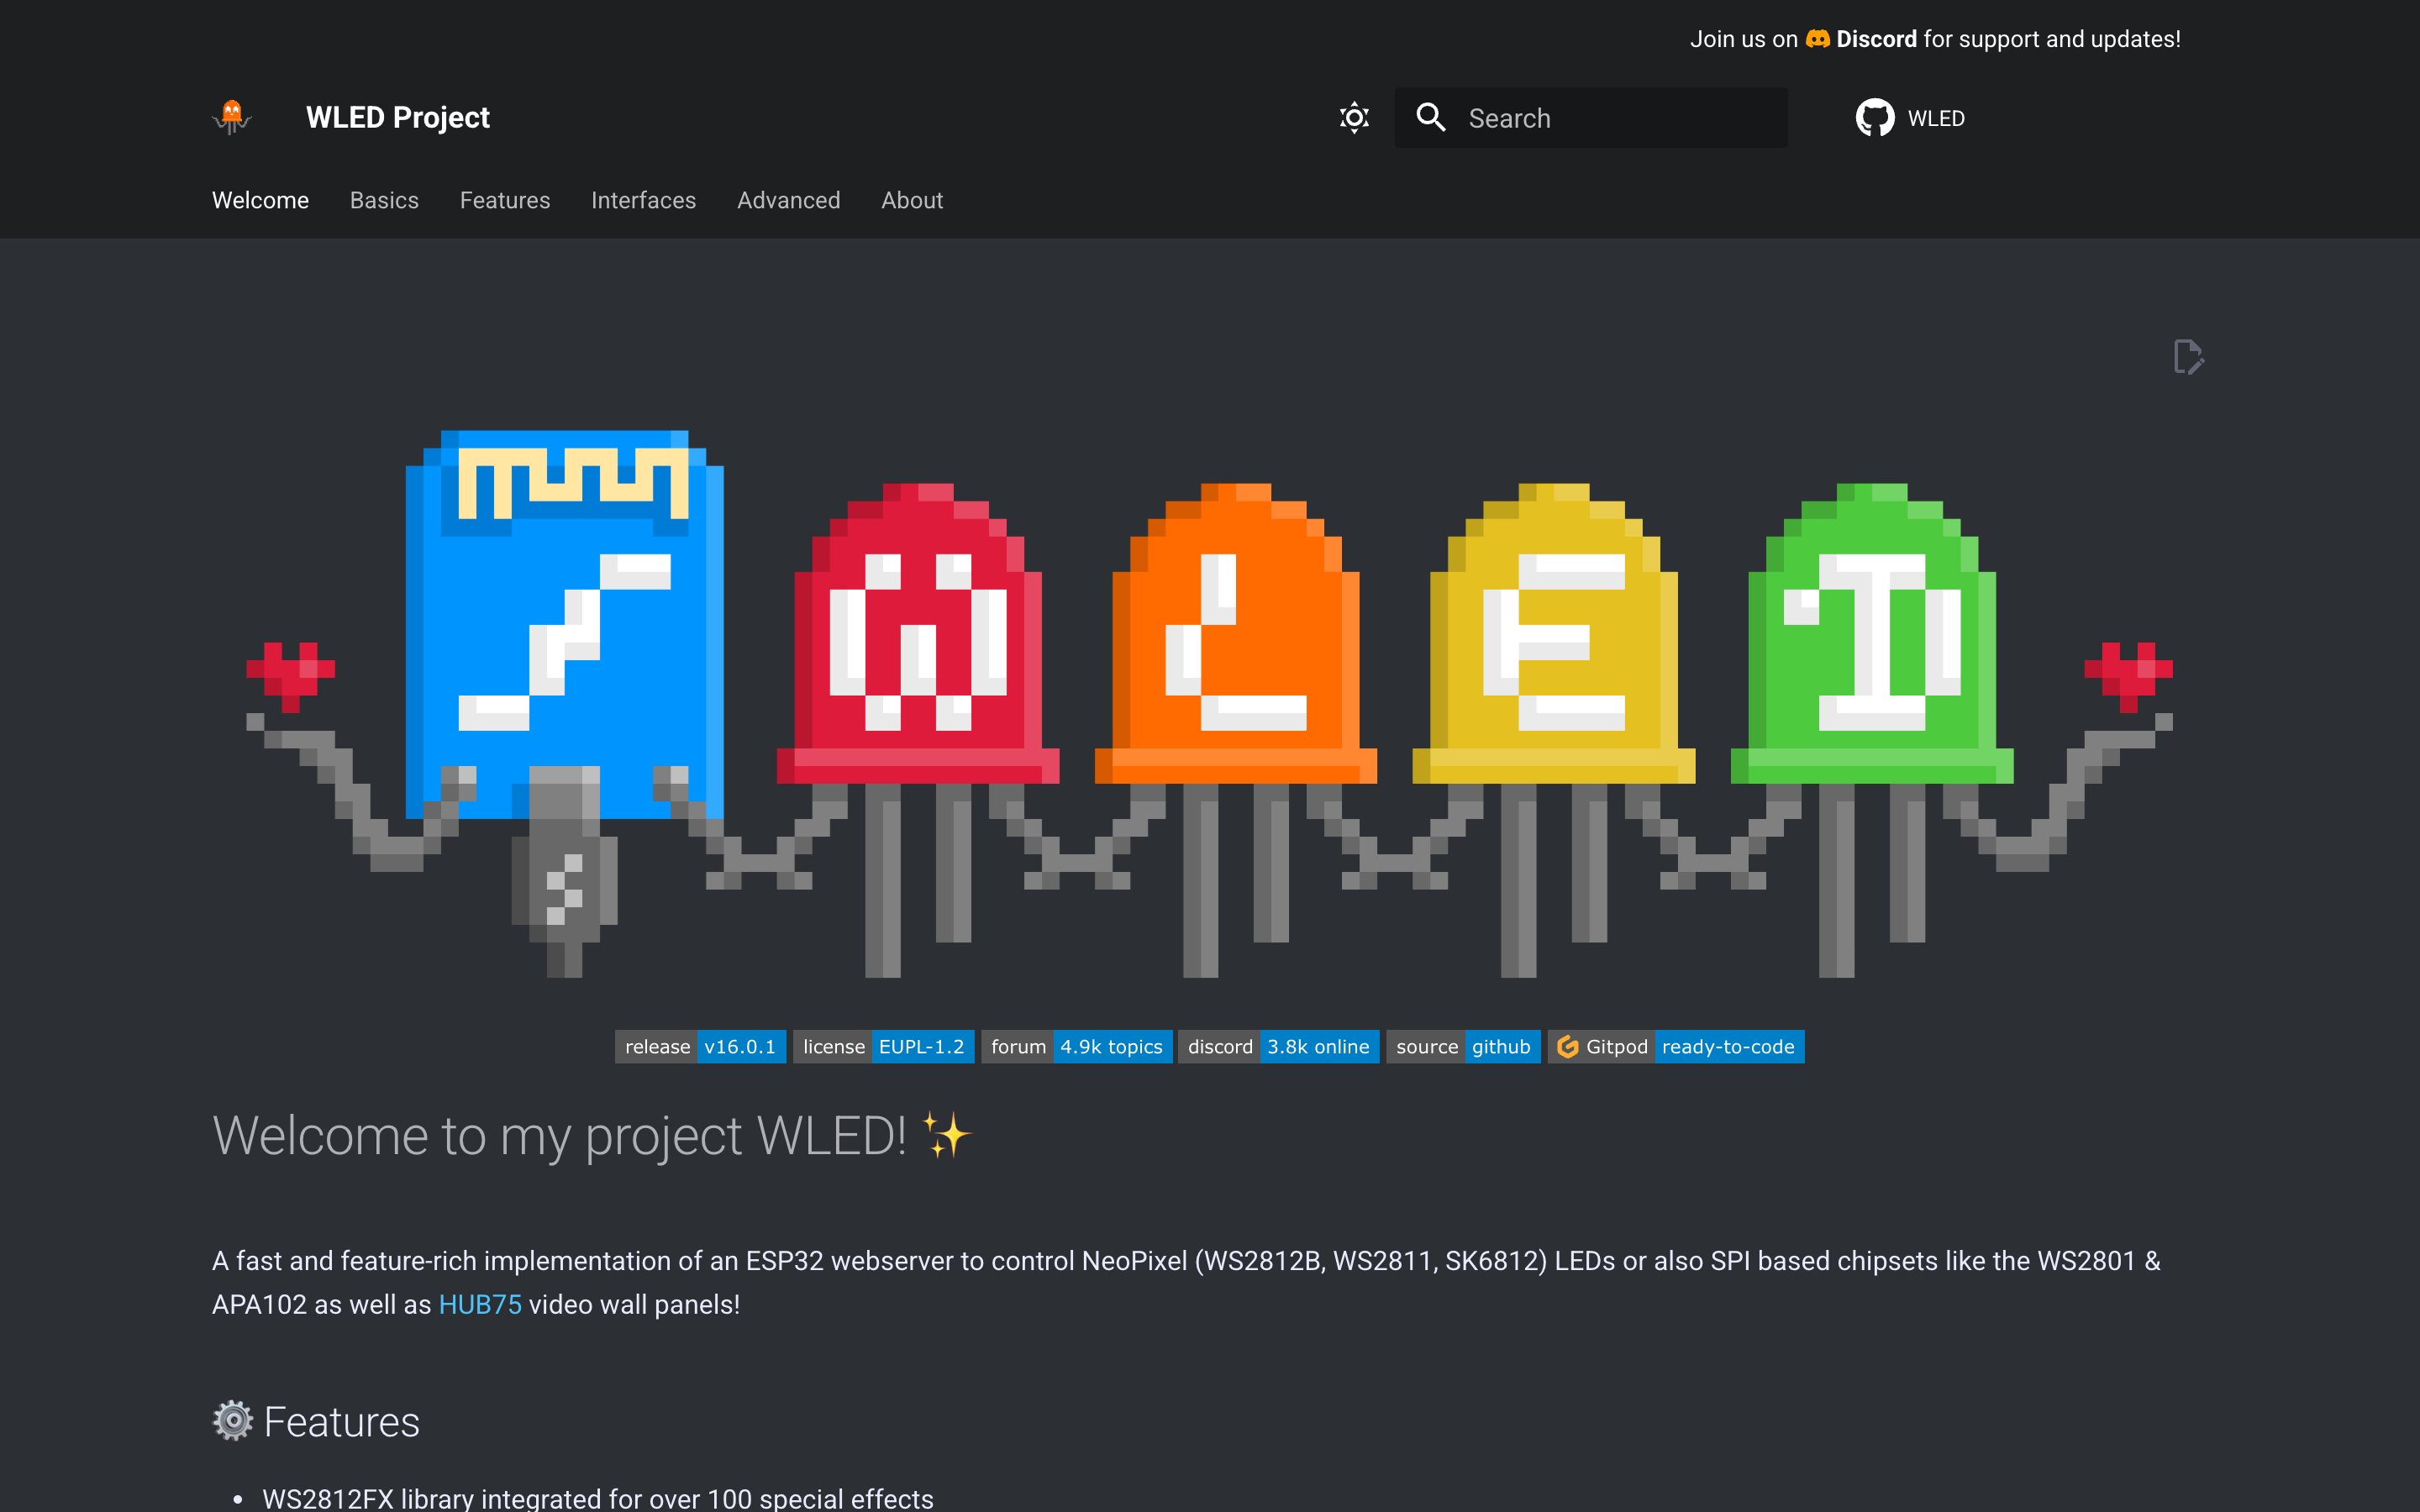 Join us on Discord for support and updates!
WLED Project
Search
WLED
Welcome Basics Features Interfaces Advanced About
WLED
release v16.0.1 license EUPL-1.2 forum 4.9k topics discord 3.8k online source github Gitpod ready-to-code
Welcome to my project WLED! ✨
A fast and feature-rich implementation of an ESP32 webserver to control NeoPixel (WS2812B, WS2811, SK6812) LEDs or also SPI based chipsets like the WS2801 &
APA102 as well as HUB75 video wall panels!
⚙️ Features
• WS2812FX library integrated for over 100 special effects